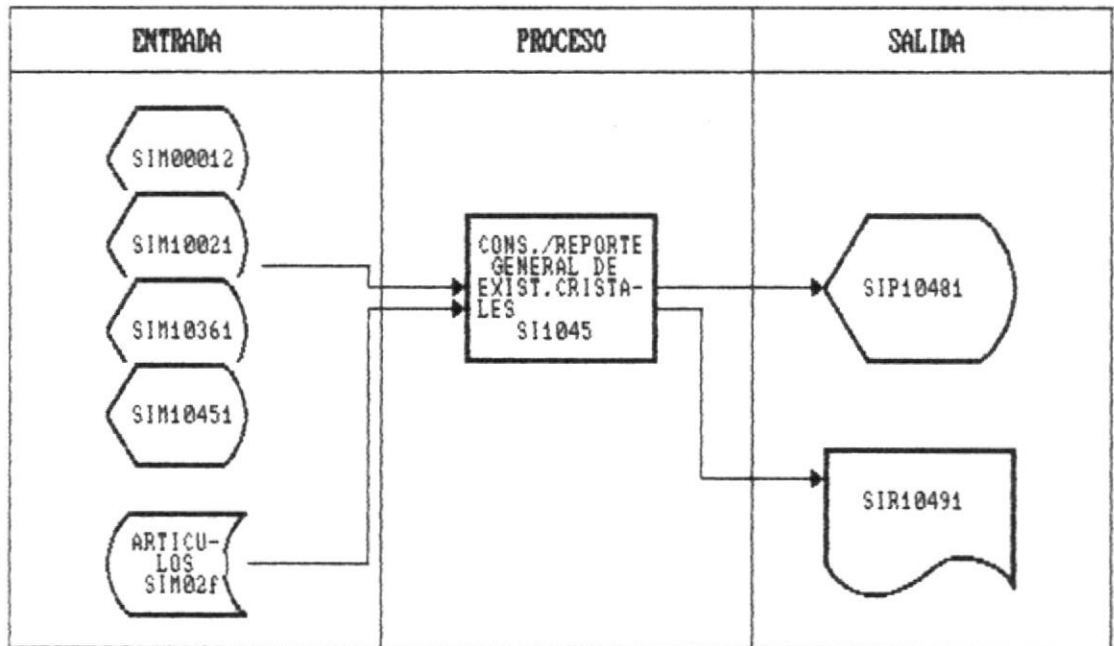 ENTRADA
PROCESO
SALIDA
SIM00012
SIM10021
SIM10361
SIM10451
ARTICU-
LOS
SIM02f
CONS./REPORTE
GENERAL DE
EXIST.CRISTA-
LES
SI1045
SIP10481
SIR10491